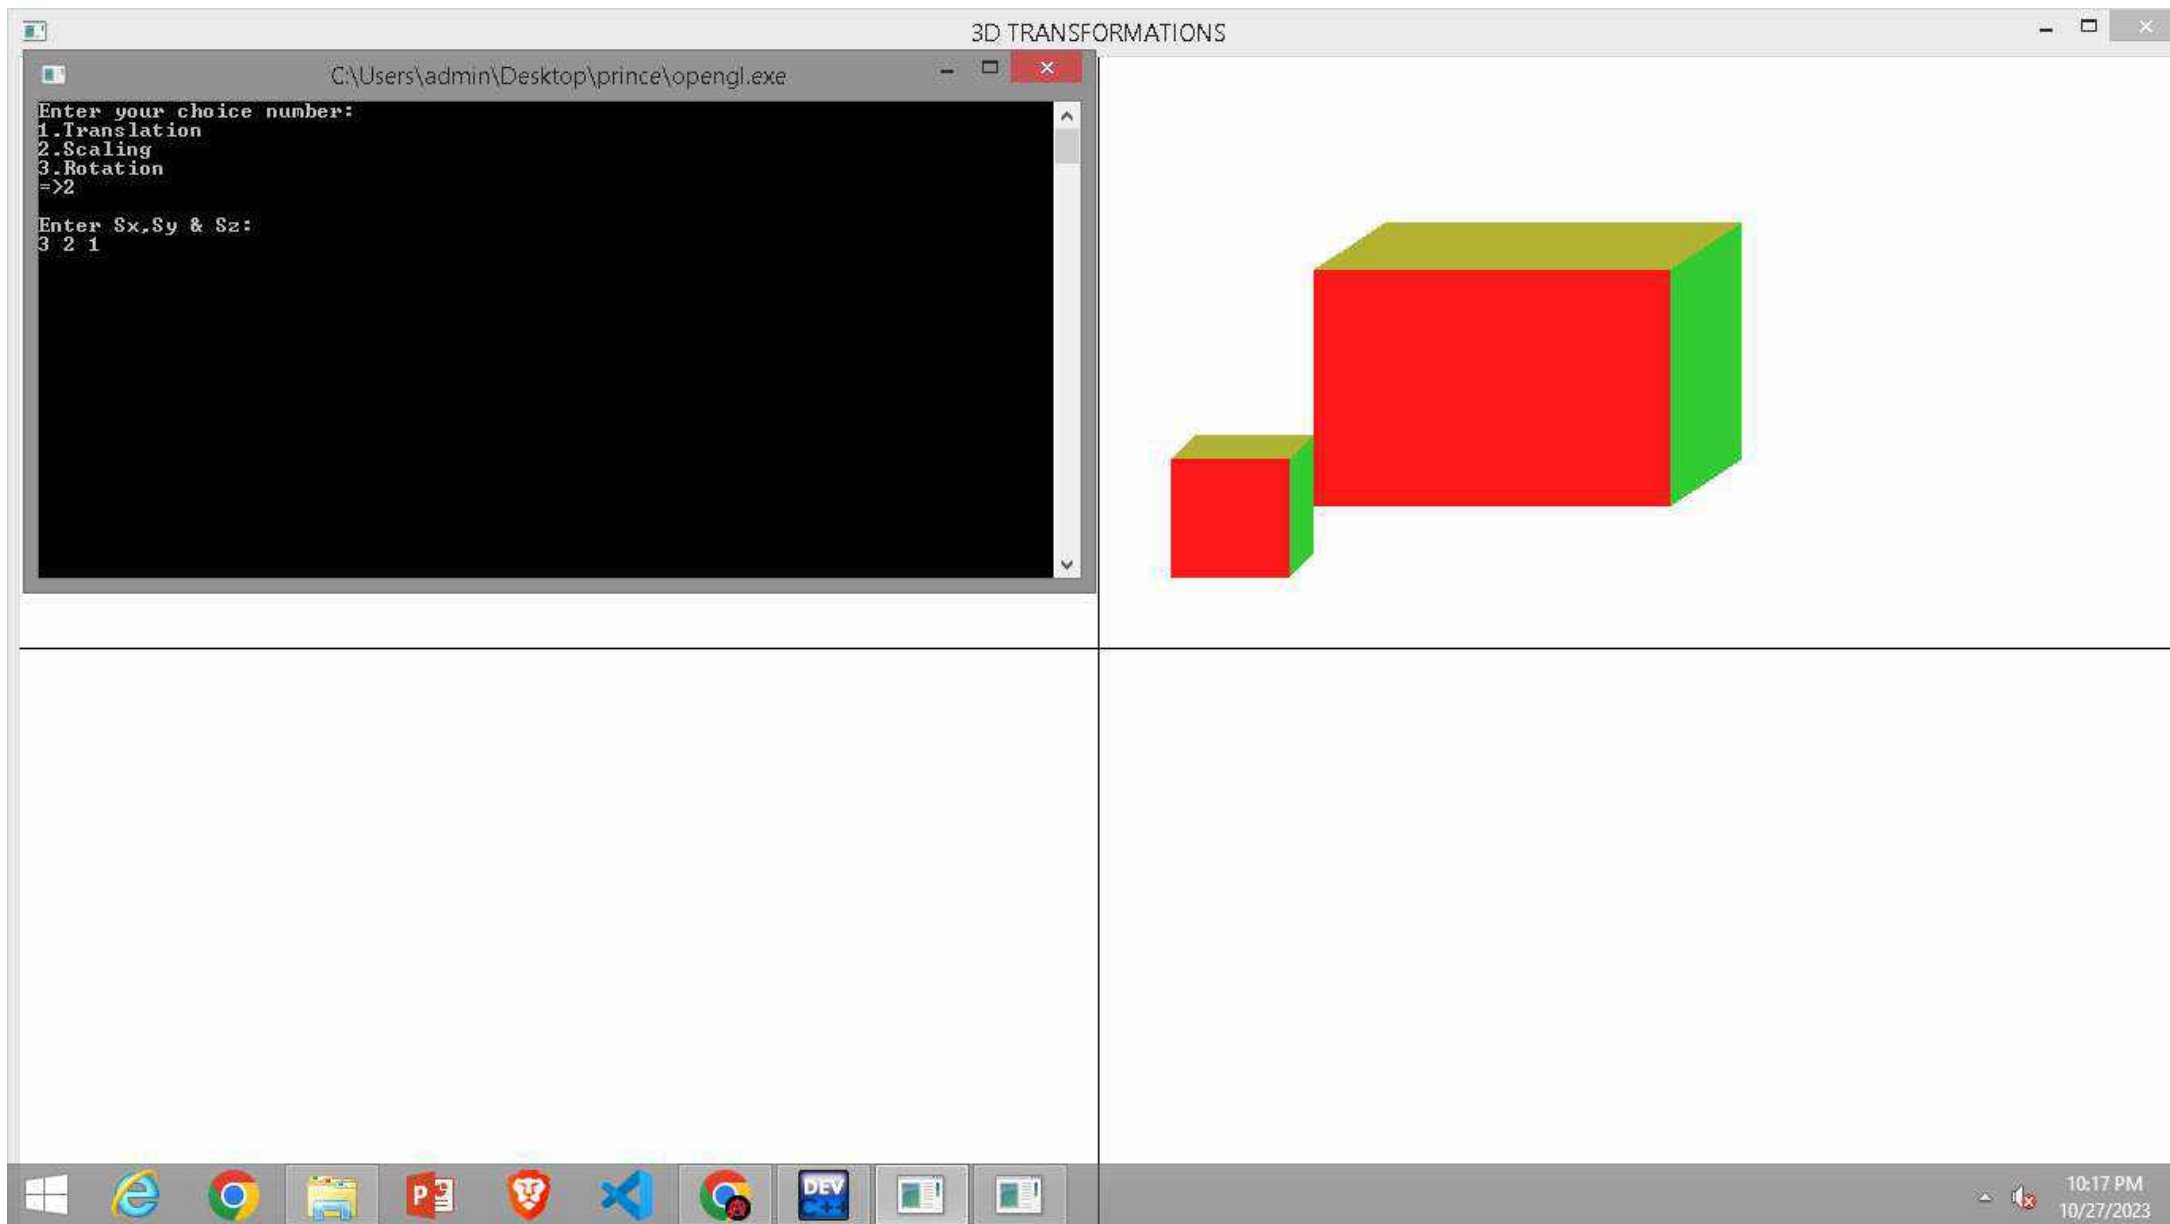 3D TRANSFORMATIONS
C:\Users\admin\Desktop\prince\opengl.exe
Enter your choice number:
1.Translation
2.Scaling
3.Rotation
=>2
Enter Sx,Sy & Sz:
3 2 1
P
DEV
C++
10:17 PM
10/27/2023